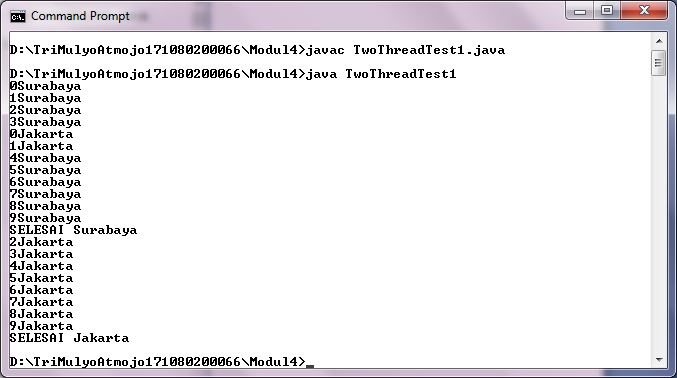 Command Prompt
D:\TriMulyoAtmojo171080200066\Modul4>javac TwoThreadTest1.java
D:\TriMulyoAtmojo171080200066\Modul4>java TwoThreadTest1
0Surabaya
1Surabaya
2Surabaya
3Surabaya
0Jakarta
1Jakarta
4Surabaya
5Surabaya
6Surabaya
7Surabaya
8Surabaya
9Surabaya
SELESAI Surabaya
2Jakarta
3Jakarta
4Jakarta
5Jakarta
6Jakarta
7Jakarta
8Jakarta
9Jakarta
SELESAI Jakarta
D:\TriMulyoAtmojo171080200066\Modul4>_